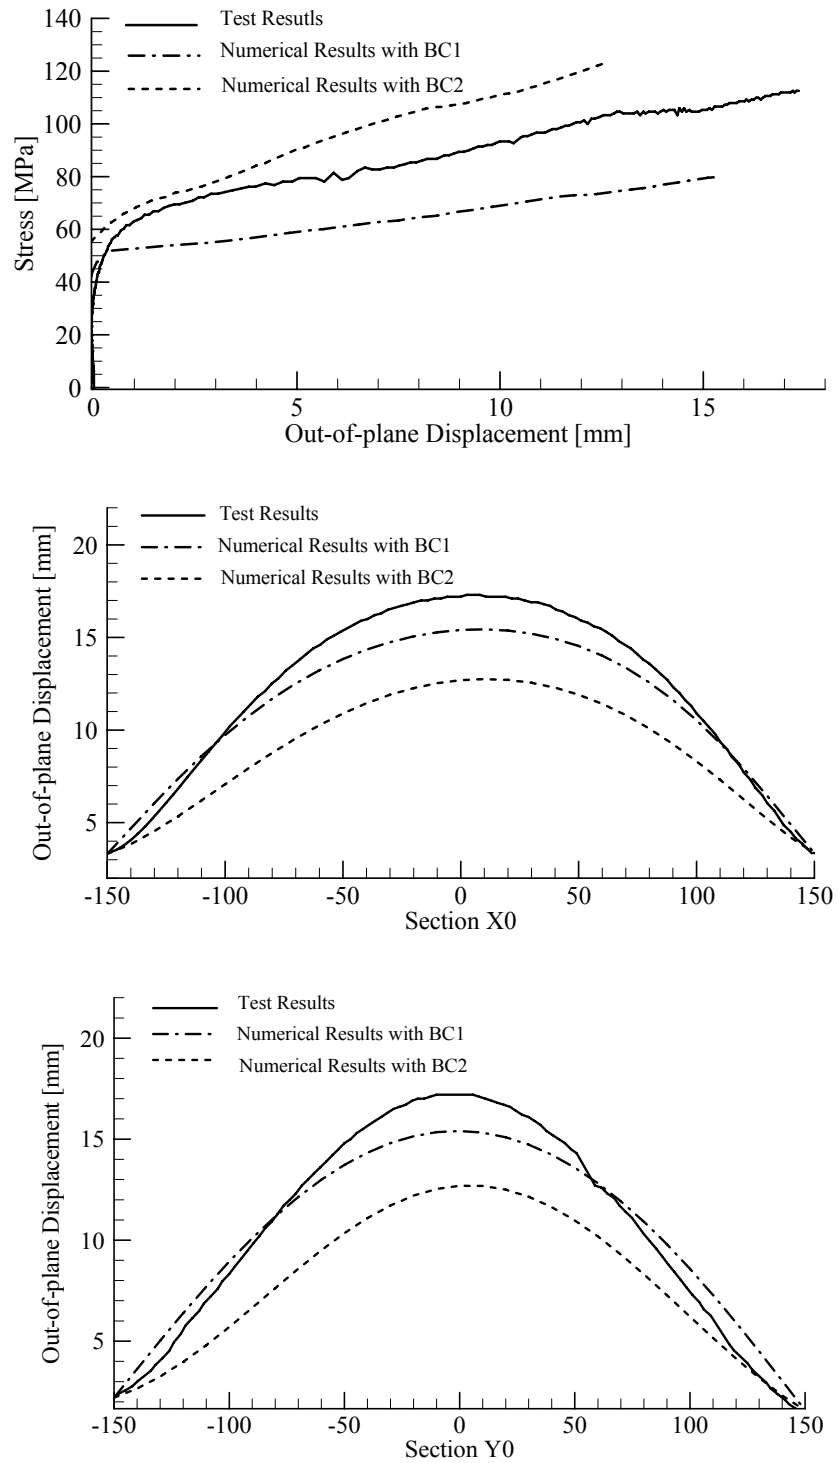 140
120
100
80
60
40
20
0
Stress [MPa]
Test Resutls
Numerical Results with BC1
Numerical Results with BC2
0 5 10 15
Out-of-plane Displacement [mm]
20
15
10
5
Out-of-plane Displacement [mm]
Test Results
Numerical Results with BC1
Numerical Results with BC2
-150 -100 -50 0 50 100 150
Section X0
20
15
10
5
Out-of-plane Displacement [mm]
Test Results
Numerical Results with BC1
Numerical Results with BC2
-150 -100 -50 0 50 100 150
Section Y0